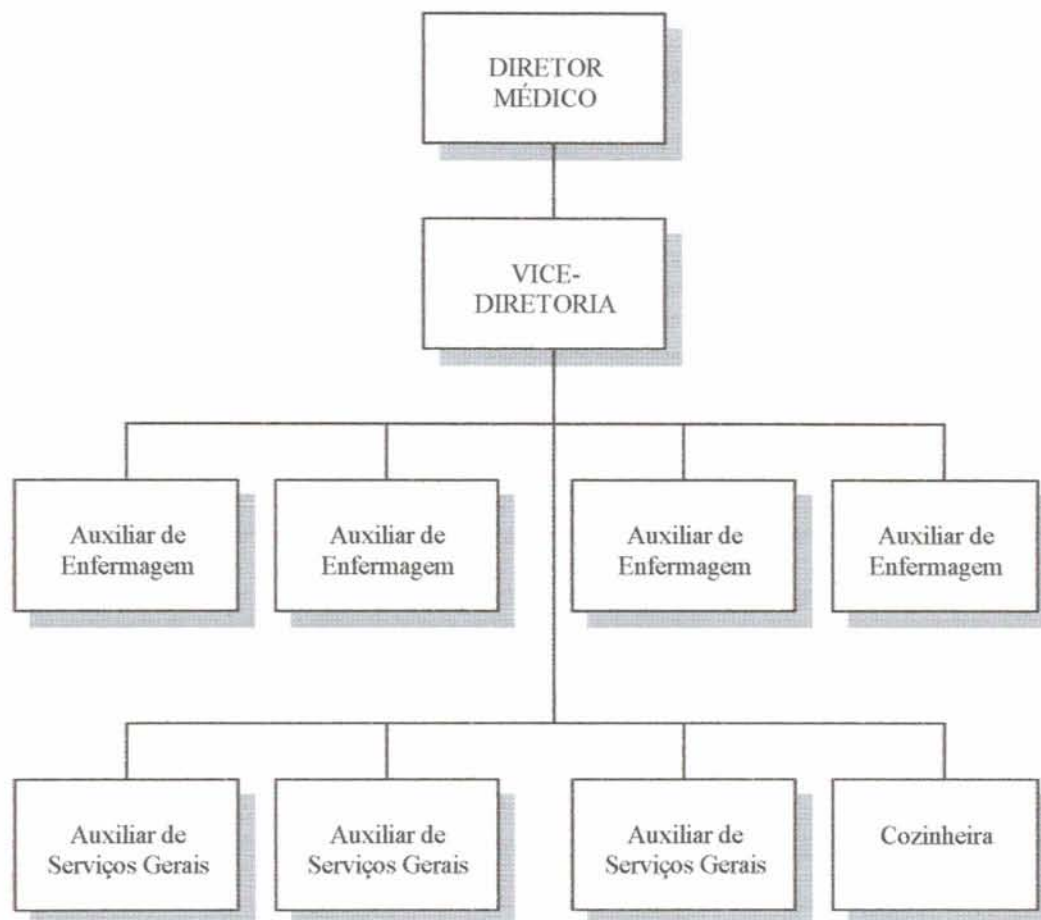 DIRETOR
MÉDICO
VICE-
DIRETORIA
Auxiliar de
Enfermagem
Auxiliar de
Enfermagem
Auxiliar de
Enfermagem
Auxiliar de
Enfermagem
Auxiliar de
Serviços Gerais
Auxiliar de
Serviços Gerais
Auxiliar de
Serviços Gerais
Cozinheira